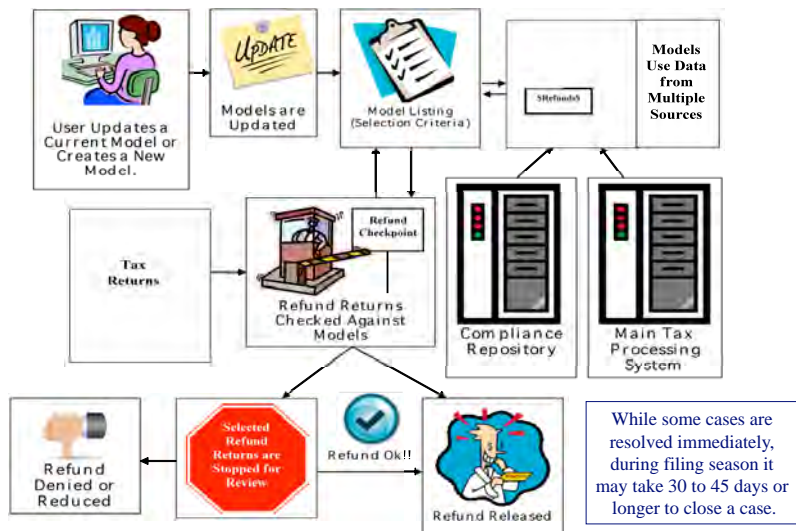 UPDATE
User Updates a
Current Model or
Creates a New
Model.
Models are
Updated
Model Listing
(Selection Criteria)
$Refunds$
Models
Use Data
from
Multiple
Sources
Tax
Returns
Refund
Checkpoint
Refund Returns
Checked Against
Models
Compliance
Repository
Main Tax
Processing
System
Refund
Denied or
Reduced
Selected
Refund
Returns are
Stopped for
Review
Refund Ok!!
Refund Released
While some cases are
resolved immediately,
during filing season it
may take 30 to 45 days or
longer to close a case.